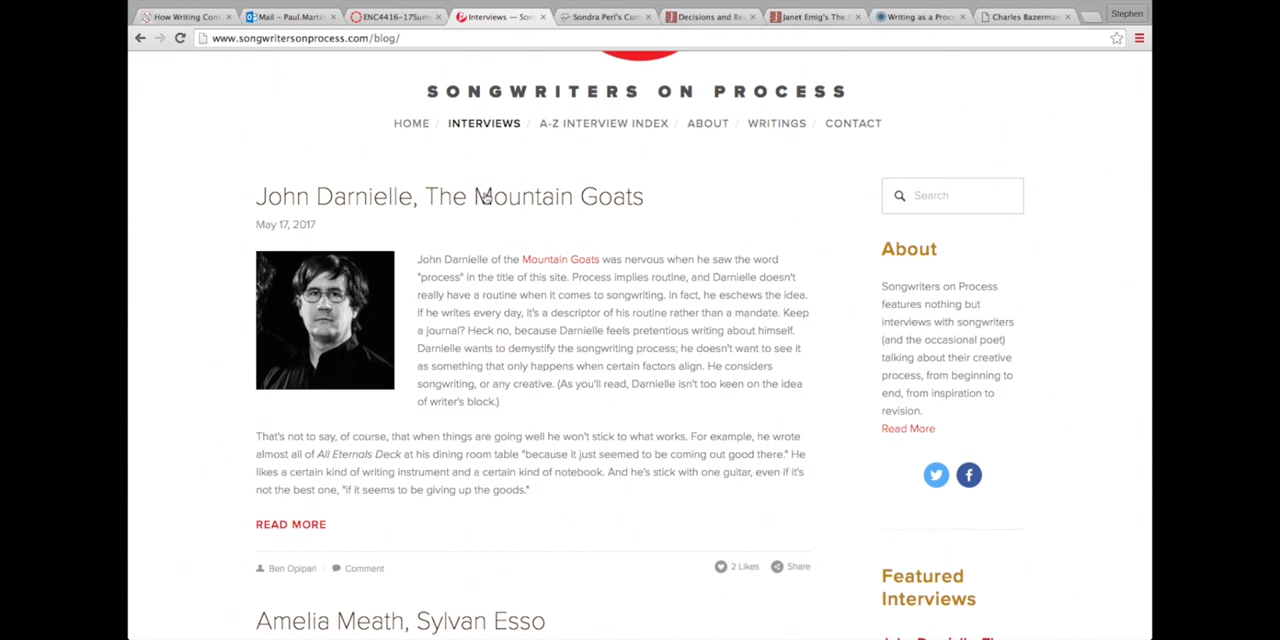 How Writing Cont
Mail – Paul.Martin
ENC4416-17Sum
Interviews — Son
Sondra Perl's Con
Decisions and Re
Janet Emig's The
Writing as a Proce
Charles Bazerman
Stephen
www.songwritersonprocess.com/blog/
SONGWRITERS ON PROCESS
HOME / INTERVIEWS / A-Z INTERVIEW INDEX / ABOUT / WRITINGS / CONTACT
John Darnielle, The Mountain Goats
May 17, 2017
John Darnielle of the Mountain Goats was nervous when he saw the word
"process" in the title of this site. Process implies routine, and Darnielle doesn't
really have a routine when it comes to songwriting. In fact, he eschews the idea.
If he writes every day, it's a descriptor of his routine rather than a mandate. Keep
a journal? Heck no, because Darnielle feels pretentious writing about himself.
Darnielle wants to demystify the songwriting process; he doesn't want to see it
as something that only happens when certain factors align. He considers
songwriting, or any creative. (As you'll read, Darnielle isn't too keen on the idea
of writer's block.)
That's not to say, of course, that when things are going well he won't stick to what works. For example, he wrote
almost all of All Eternals Deck at his dining room table "because it just seemed to be coming out good there." He
likes a certain kind of writing instrument and a certain kind of notebook. And he's stick with one guitar, even if it's
not the best one, "if it seems to be giving up the goods."
READ MORE
Ben Opipari / Comment
2 Likes
Share
Amelia Meath, Sylvan Esso
Search
About
Songwriters on Process
features nothing but
interviews with songwriters
(and the occasional poet)
talking about their creative
process, from beginning to
end, from inspiration to
revision.
Read More
Featured
Interviews